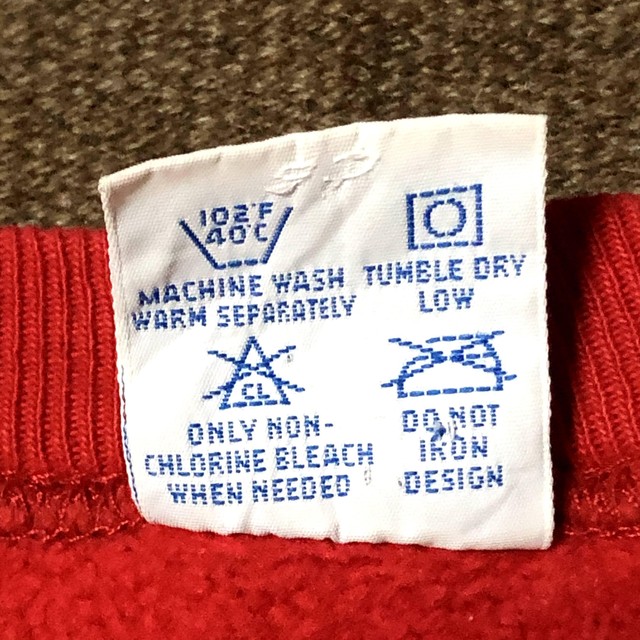 102°F
40°C
MACHINE WASH
WARM SEPARATELY
TUMBLE DRY
LOW
CL
ONLY NON-
CHLORINE BLEACH
WHEN NEEDED
DO NOT
IRON
DESIGN